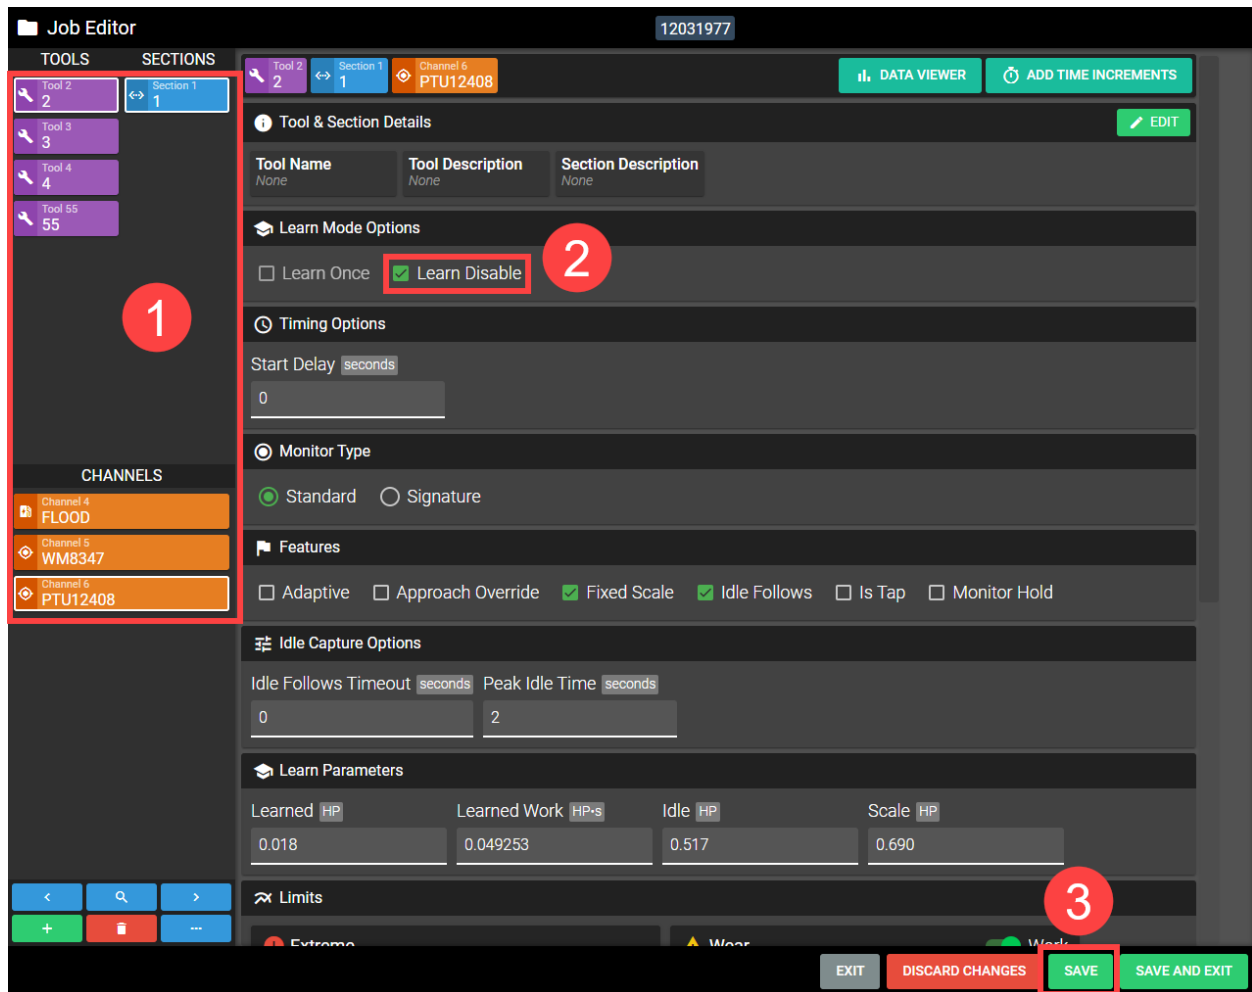 Job Editor
12031977
TOOLS SECTIONS
Tool 2
2
Section 1
1
Tool 3
3
Tool 4
4
Tool 55
55
1
CHANNELS
Channel 4
FLOOD
Channel 5
WM8347
Channel 6
PTU12408
Tool 2
2
Section 1
1
Channel 6
PTU12408
DATA VIEWER
ADD TIME INCREMENTS
Tool & Section Details
EDIT
Tool Name
None
Tool Description
None
Section Description
None
Learn Mode Options
Learn Once Learn Disable
2
Timing Options
Start Delay seconds
0
Monitor Type
Standard Signature
Features
Adaptive Approach Override Fixed Scale Idle Follows Is Tap Monitor Hold
Idle Capture Options
Idle Follows Timeout seconds Peak Idle Time seconds
0 2
Learn Parameters
Learned HP Learned Work HP•s Idle HP Scale HP
0.018 0.049253 0.517 0.690
Limits
3
Extreme Wear Work
EXIT DISCARD CHANGES SAVE SAVE AND EXIT